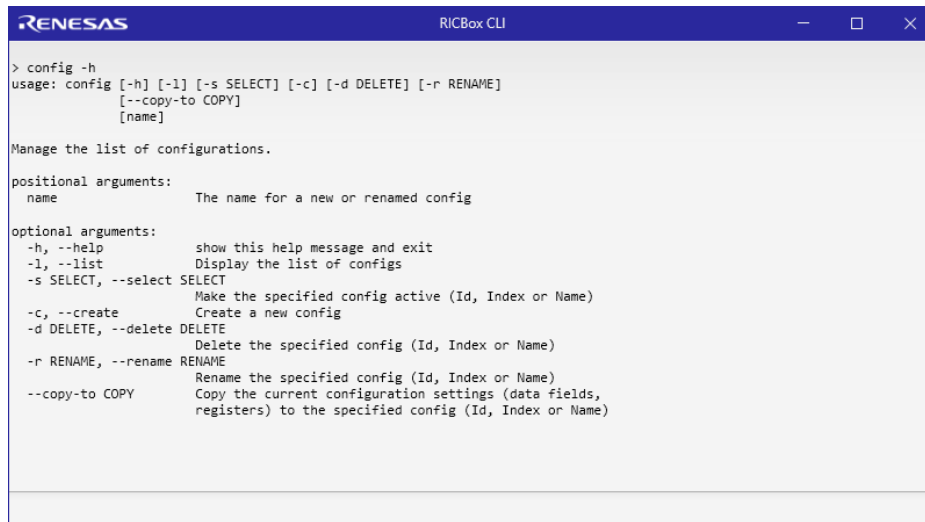 RENESAS
RICBox CLI
> config -h
usage: config [-h] [-l] [-s SELECT] [-c] [-d DELETE] [-r RENAME]
              [--copy-to COPY]
              [name]
Manage the list of configurations.
positional arguments:
  name                  The name for a new or renamed config
optional arguments:
  -h, --help            show this help message and exit
  -l, --list            Display the list of configs
  -s SELECT, --select SELECT
                        Make the specified config active (Id, Index or Name)
  -c, --create          Create a new config
  -d DELETE, --delete DELETE
                        Delete the specified config (Id, Index or Name)
  -r RENAME, --rename RENAME
                        Rename the specified config (Id, Index or Name)
  --copy-to COPY        Copy the current configuration settings (data fields,
                        registers) to the specified config (Id, Index or Name)